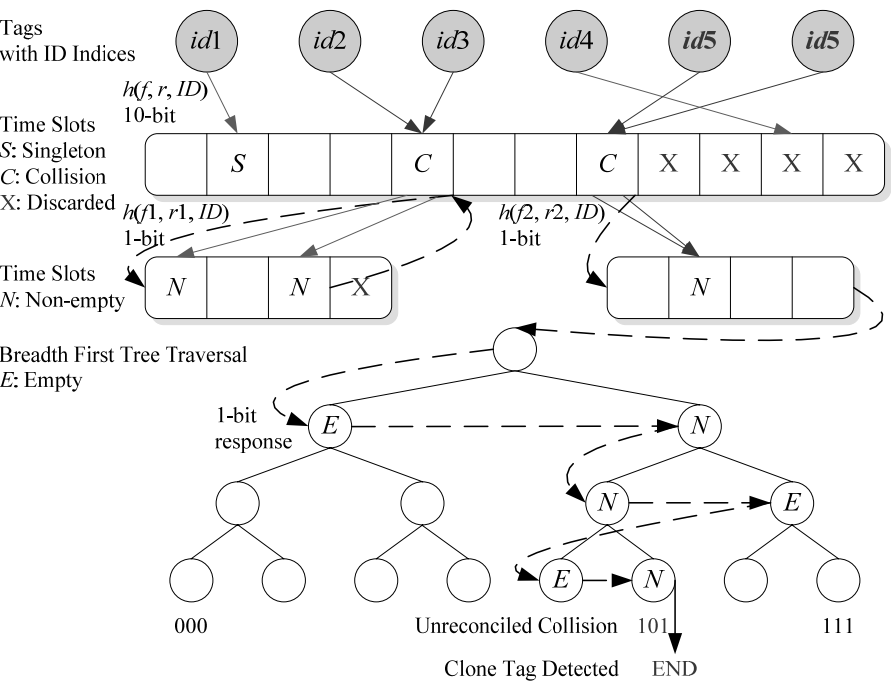 Tags
with ID Indices
id1 id2 id3 id4 id5 id5
h(f, r, ID)
10-bit
Time Slots
S: Singleton
C: Collision
X: Discarded
S C C X X X X
h(f1, r1, ID)
1-bit
h(f2, r2, ID)
1-bit
Time Slots
N: Non-empty
N N X N
Breadth First Tree Traversal
E: Empty
1-bit
response
E N
N E
E N
000 Unreconciled Collision 101 111
Clone Tag Detected END